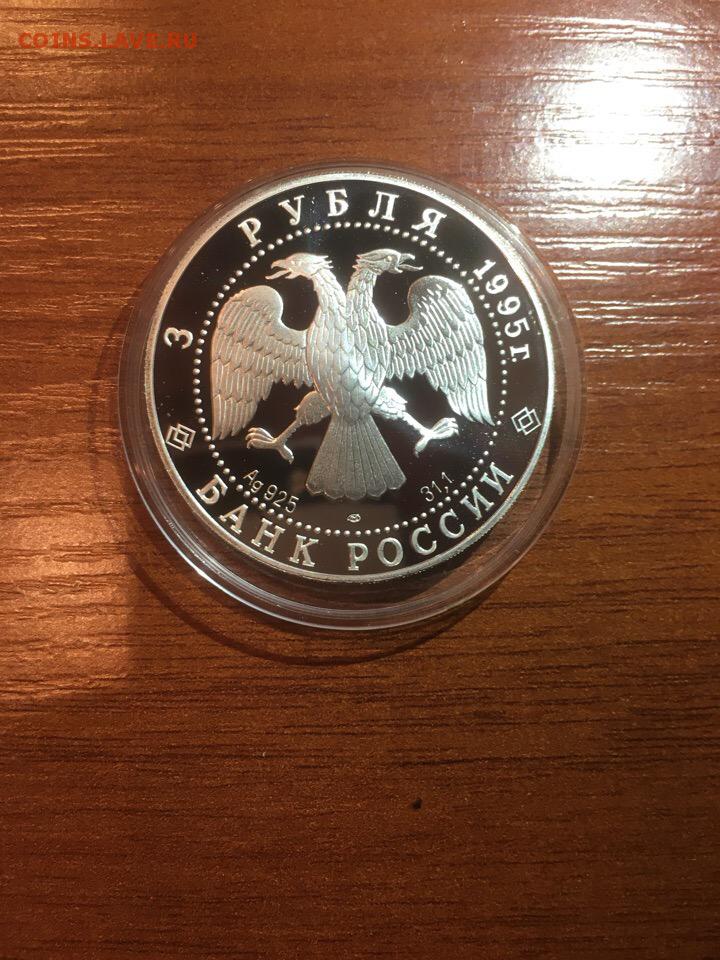 COINS.LAVE.RU
3 РУБЛЯ 1995г.
Ag 925
31,1
БАНК РОССИИ